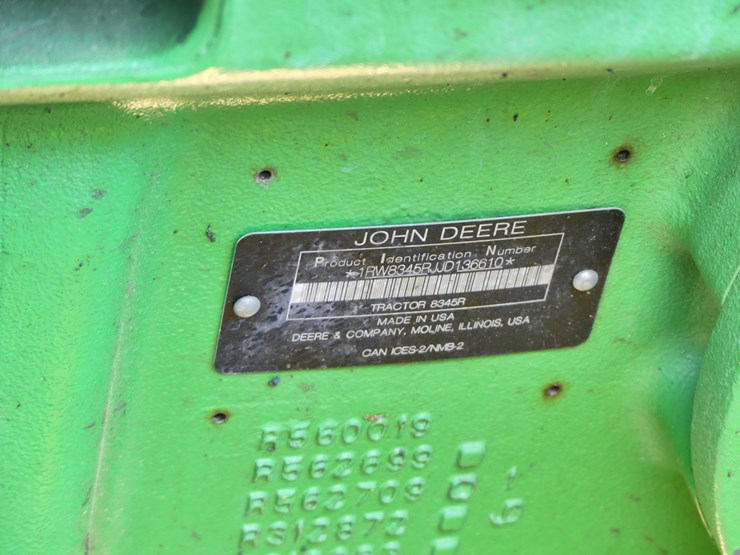 JOHN DEERE
Product Identification Number
*1RW8345RJJD136610*
TRACTOR 8345R
MADE IN USA
DEERE & COMPANY, MOLINE, ILLINOIS, USA
CAN ICES-2/NMB-2
R560019
R562699
R562709
RS12872